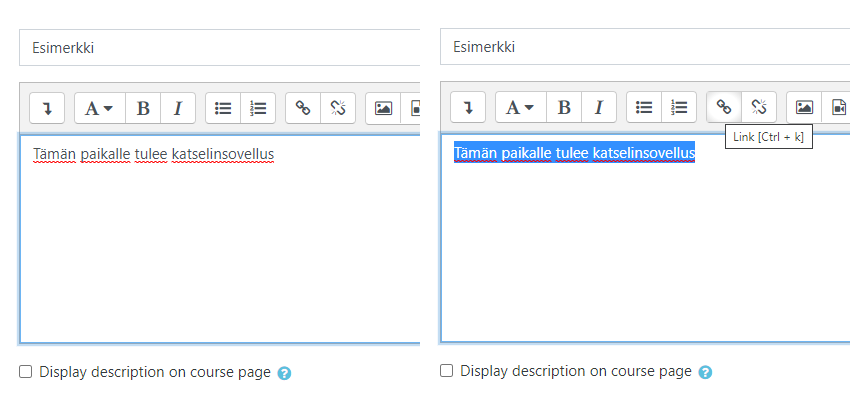 Esimerkki
A B I
Tämän paikalle tulee katselinsovellus
Display description on course page ?
Esimerkki
A B I
Link [Ctrl + k]
Tämän paikalle tulee katselinsovellus
Display description on course page ?